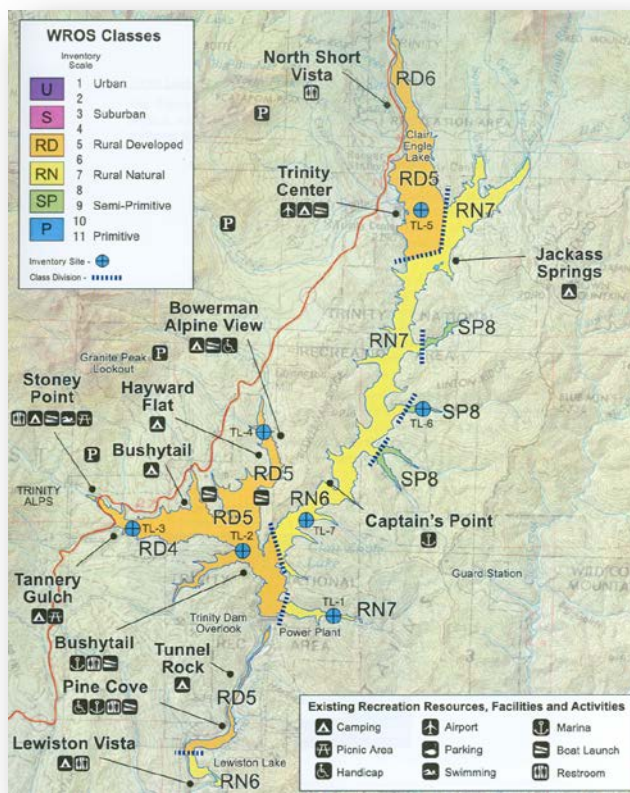 WROS Classes
Inventory
Scale
U
S
RD
RN
SP
P
1
2
3
4
5
6
7
8
9
10
11
Urban
Suburban
Rural Developed
Rural Natural
Semi-Primitive
Primitive
Inventory Site -
Class Division -
North Short
Vista
RD6
P
Clair
Engle
Lake
RECREATION AREA
Trinity
Center
RD5
TL-5
RN7
P
Jackass
Springs
Bowerman
Alpine View
TRINITY
RN7
SP8
P
Granite Peak
Lookout
Stoney
Point
Hayward
Flat
SP8
TL-6
TL-4
Bushytail
P
RD5
SP8
TRINITY
ALPS
RN6
RD5
Captain's Point
TL-3
TL-7
RD4
TL-2
Tannery
Gulch
Guard Station
NATIONAL
TL-1
RN7
Trinity Dam
Overlook
Power Plant
Bushytail
Tunnel
Rock
Pine Cove
RD5
Lewiston Vista
Lewiston Lake
RN6
Existing Recreation Resources, Facilities and Activities
Camping
Airport
Marina
Picnic Area
Parking
Boat Launch
Handicap
Swimming
Restroom